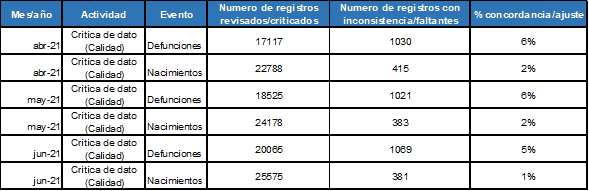 Mes/año Actividad Evento Numero de registros revisados/criticados Numero de registros con inconsistencia/faltantes % concordancia/ajuste
abr-21 Critica de dato (Calidad) Defunciones 17117 1030 6%
abr-21 Critica de dato (Calidad) Nacimientos 22788 415 2%
may-21 Critica de dato (Calidad) Defunciones 18525 1021 6%
may-21 Critica de dato (Calidad) Nacimientos 24178 383 2%
jun-21 Critica de dato (Calidad) Defunciones 20065 1069 5%
jun-21 Critica de dato (Calidad) Nacimientos 25575 381 1%